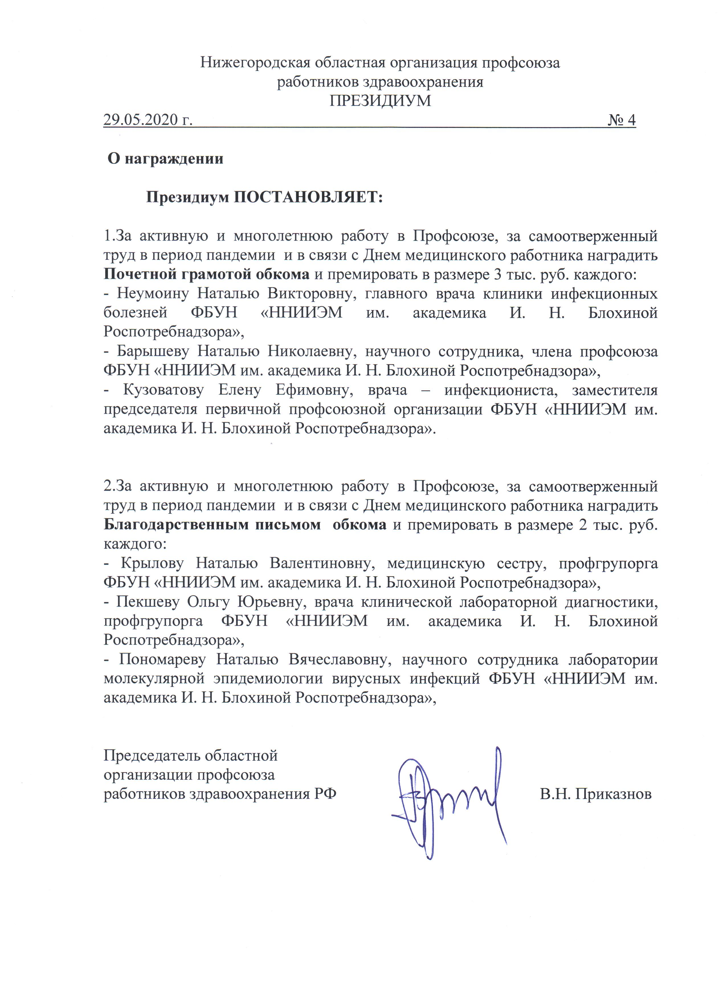 Нижегородская областная организация профсоюза
работников здравоохранения
ПРЕЗИДИУМ
29.05.2020 г. № 4
О награждении
Президиум ПОСТАНОВЛЯЕТ:
1.За активную и многолетнюю работу в Профсоюзе, за самоотверженный
труд в период пандемии и в связи с Днем медицинского работника наградить
Почетной грамотой обкома и премировать в размере 3 тыс. руб. каждого:
- Неумоину Наталью Викторовну, главного врача клиники инфекционных
болезней ФБУН «ННИИЭМ им. академика И. Н. Блохиной
Роспотребнадзора»,
- Барышеву Наталью Николаевну, научного сотрудника, члена профсоюза
ФБУН «ННИИЭМ им. академика И. Н. Блохиной Роспотребнадзора»,
- Кузоватову Елену Ефимовну, врача – инфекциониста, заместителя
председателя первичной профсоюзной организации ФБУН «ННИИЭМ им.
академика И. Н. Блохиной Роспотребнадзора».
2.За активную и многолетнюю работу в Профсоюзе, за самоотверженный
труд в период пандемии и в связи с Днем медицинского работника наградить
Благодарственным письмом обкома и премировать в размере 2 тыс. руб.
каждого:
- Крылову Наталью Валентиновну, медицинскую сестру, профгрупорга
ФБУН «ННИИЭМ им. академика И. Н. Блохиной Роспотребнадзора»,
- Пекшеву Ольгу Юрьевну, врача клинической лабораторной диагностики,
профгрупорга ФБУН «ННИИЭМ им. академика И. Н. Блохиной
Роспотребнадзора»,
- Пономареву Наталью Вячеславовну, научного сотрудника лаборатории
молекулярной эпидемиологии вирусных инфекций ФБУН «ННИИЭМ им.
академика И. Н. Блохиной Роспотребнадзора»,
Председатель областной
организации профсоюза
работников здравоохранения РФ В.Н. Приказнов